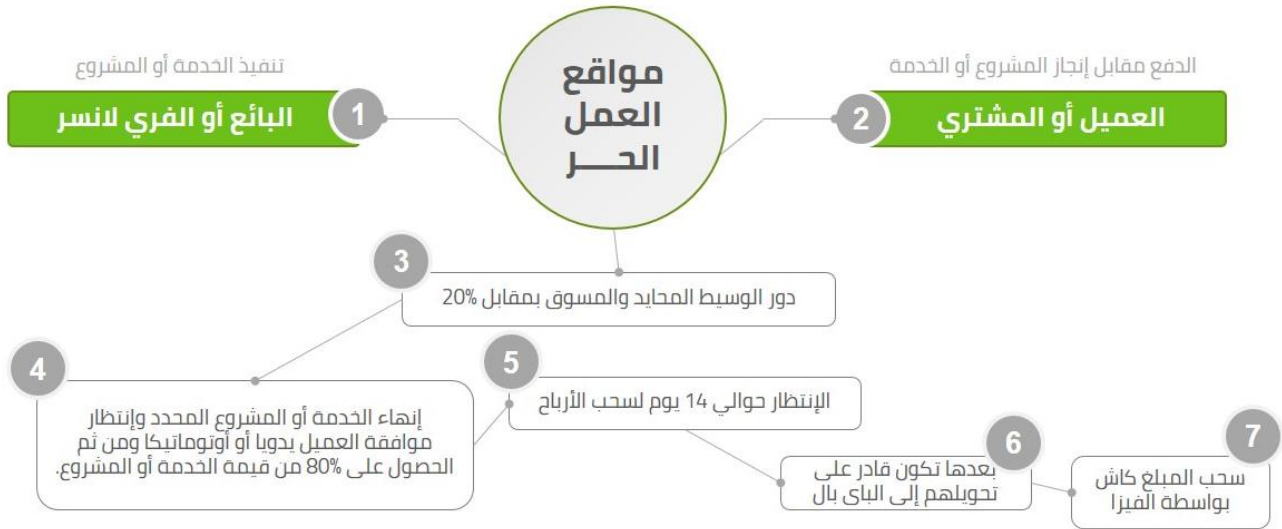 مواقع
العمل
الحـــر
تنفيذ الخدمة أو المشروع
البائع أو الفري لانسر
1
الدفع مقابل إنجاز المشروع أو الخدمة
العميل أو المشتري
2
3
دور الوسيط المحايد والمسوق بمقابل %20
4
إنهاء الخدمة أو المشروع المحدد وإنتظار
موافقة العميل يدويا أو أوتوماتيكا ومن ثم
الحصول على %80 من قيمة الخدمة أو المشروع.
5
الإنتظار حوالي 14 يوم لسحب الأرباح
6
بعدها تكون قادر على
تحويلهم إلى الباي بال
7
سحب المبلغ كاش
بواسطة الفيزا